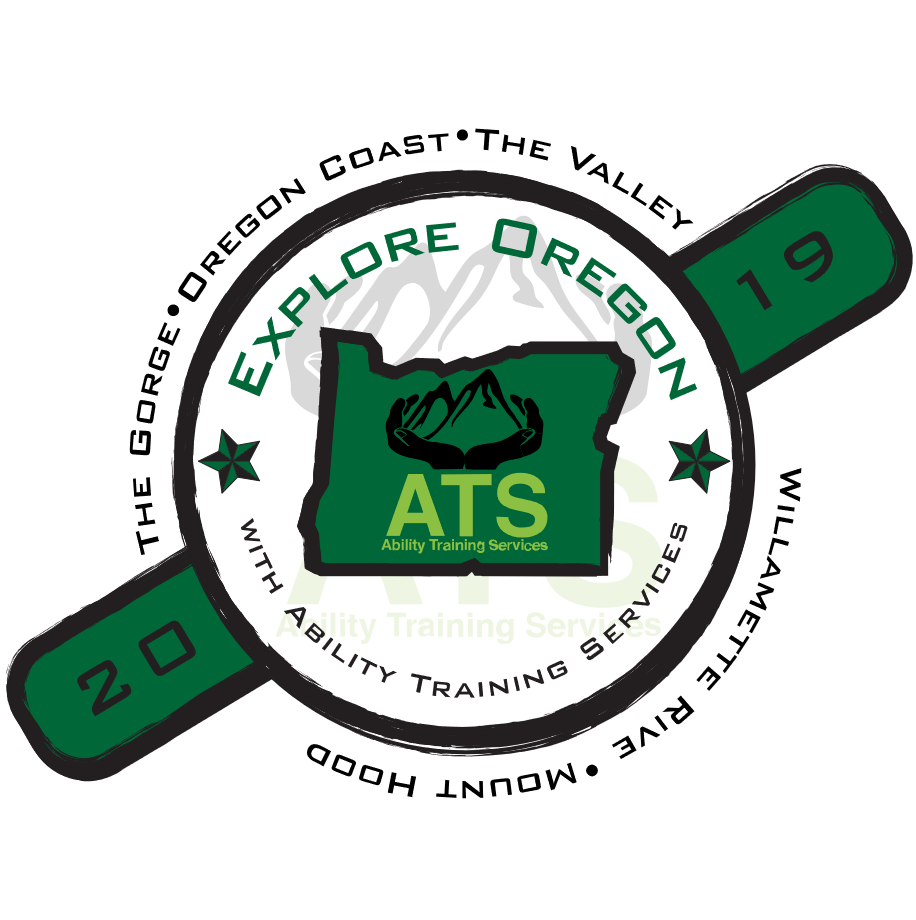 The Gorge•Oregon Coast•The Valley
Willamette Rive • Mount Hood
Explore Oregon
with Ability Training Services
20
19
ATS
Ability Training Services
ATS
Ability Training Services